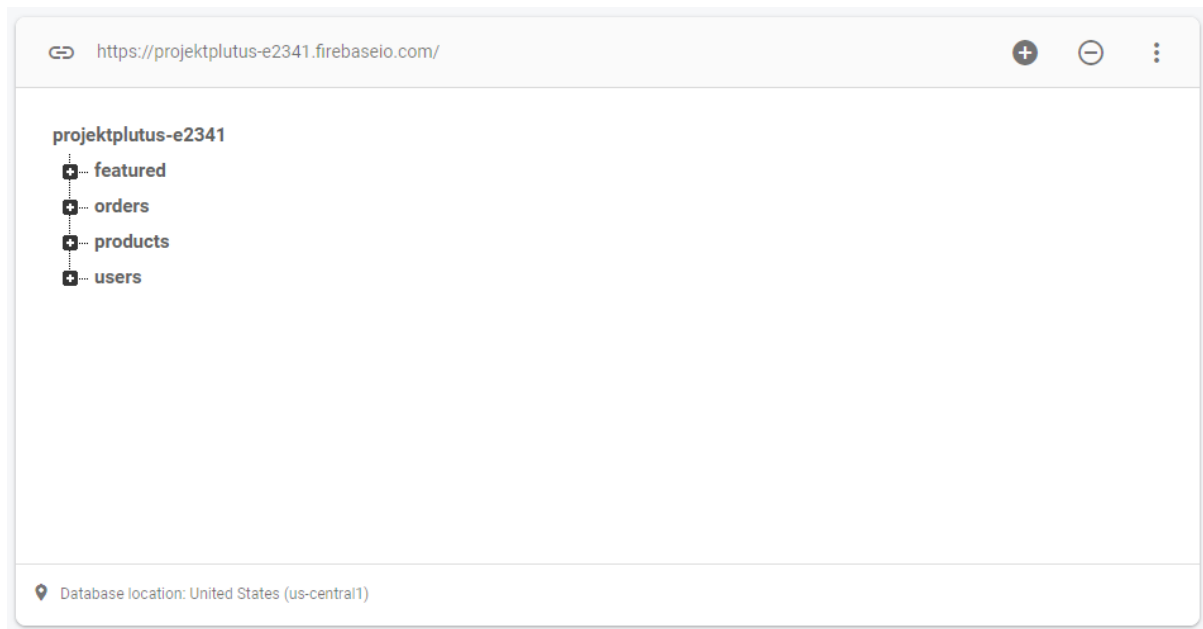 https://projektplutus-e2341.firebaseio.com/
projektplutus-e2341
featured
orders
products
users
Database location: United States (us-central1)